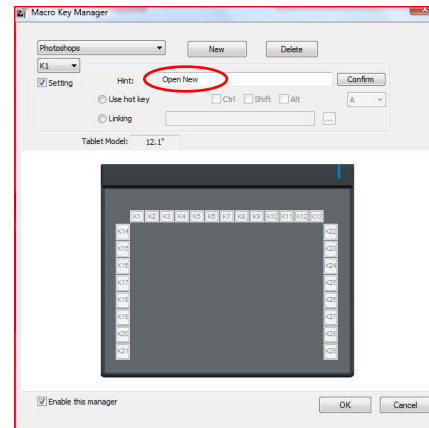 Macro Key Manager
Photoshops New Delete
K1
Setting Hint: Open New Confirm
Use hot key Ctrl Shift Alt A
Linking ...
Tablet Model: 12.1"
K1 K2 K3 K4 K5 K6 K7 K8 K9 K10 K11 K12 K13
K14 K22
K15 K23
K16 K24
K17 K25
K18 K26
K19 K27
K20 K28
K21 K29
Enable this manager OK Cancel